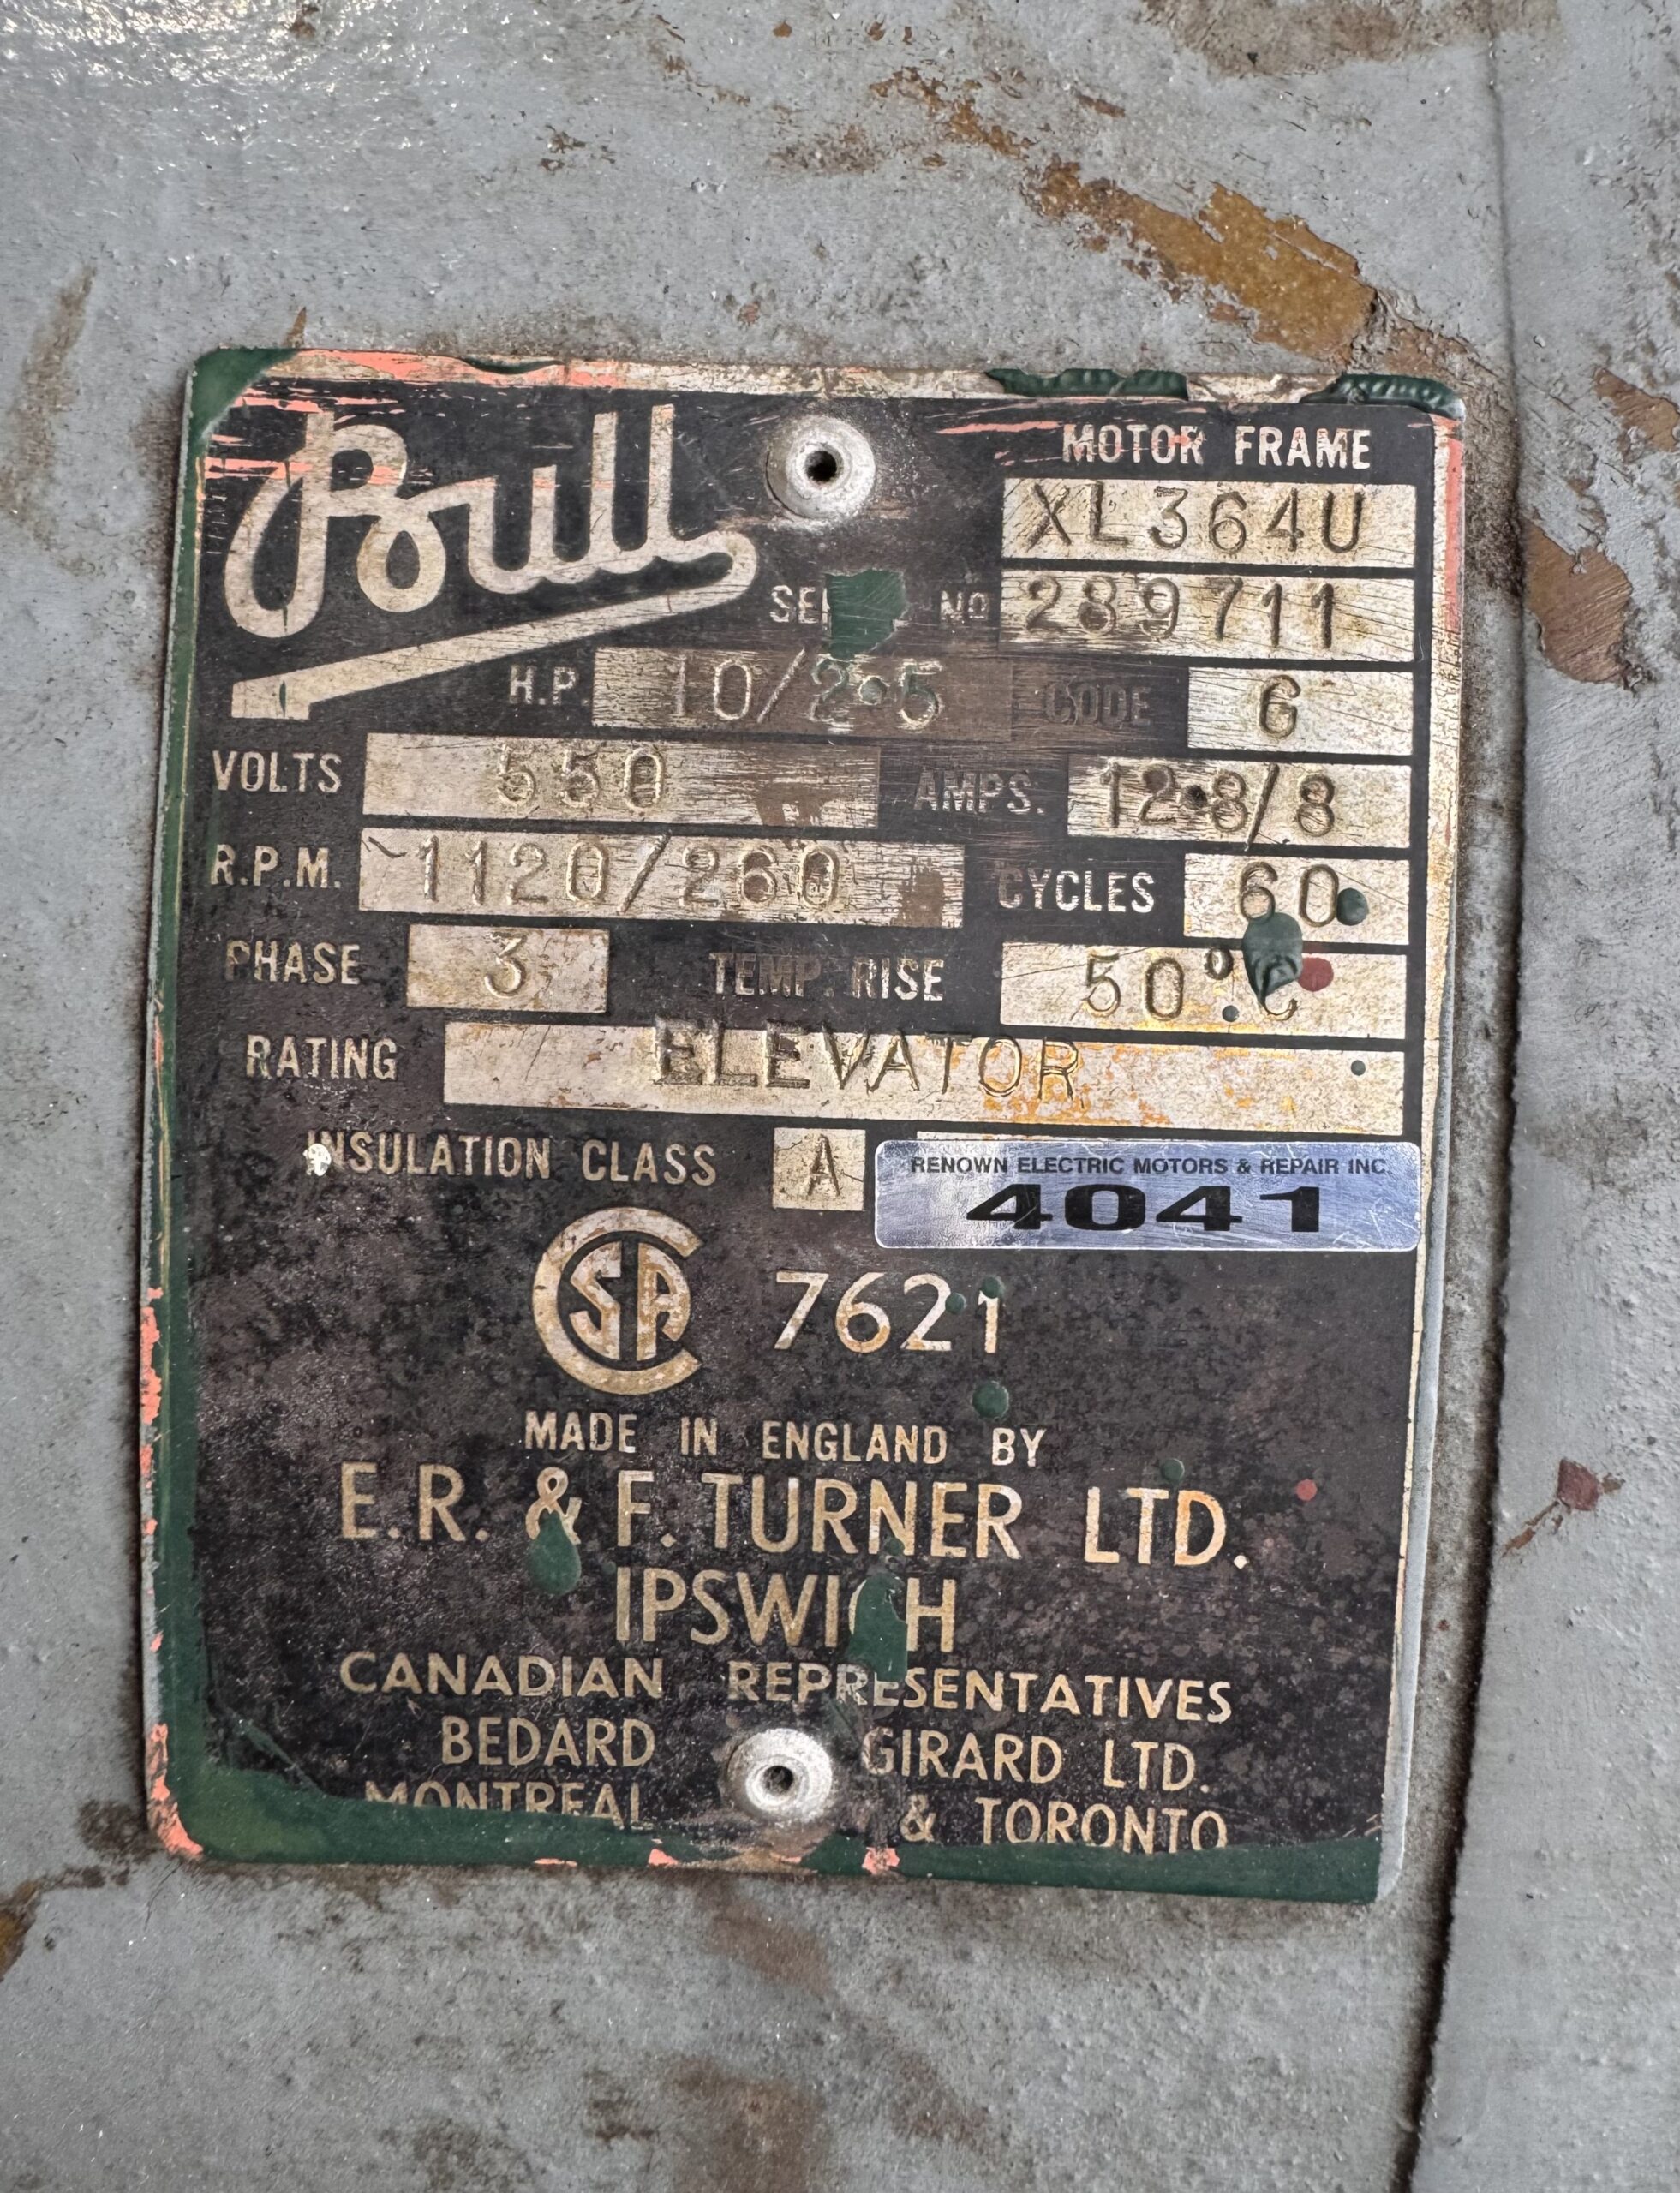 Bull
MOTOR FRAME
XL364U
Nº 289711
H.P. 10/2.5 CODE 6
VOLTS 550 AMPS. 12.8/8
R.P.M. 1120/260 CYCLES 60
PHASE 3 TEMP. RISE 50°C
RATING ELEVATOR
INSULATION CLASS A
RENOWN ELECTRIC MOTORS & REPAIR INC.
4041
CSA 7621
MADE IN ENGLAND BY
E.R. & F. TURNER LTD.
IPSWICH
CANADIAN REPRESENTATIVES
BEDARD GIRARD LTD.
MONTREAL & TORONTO